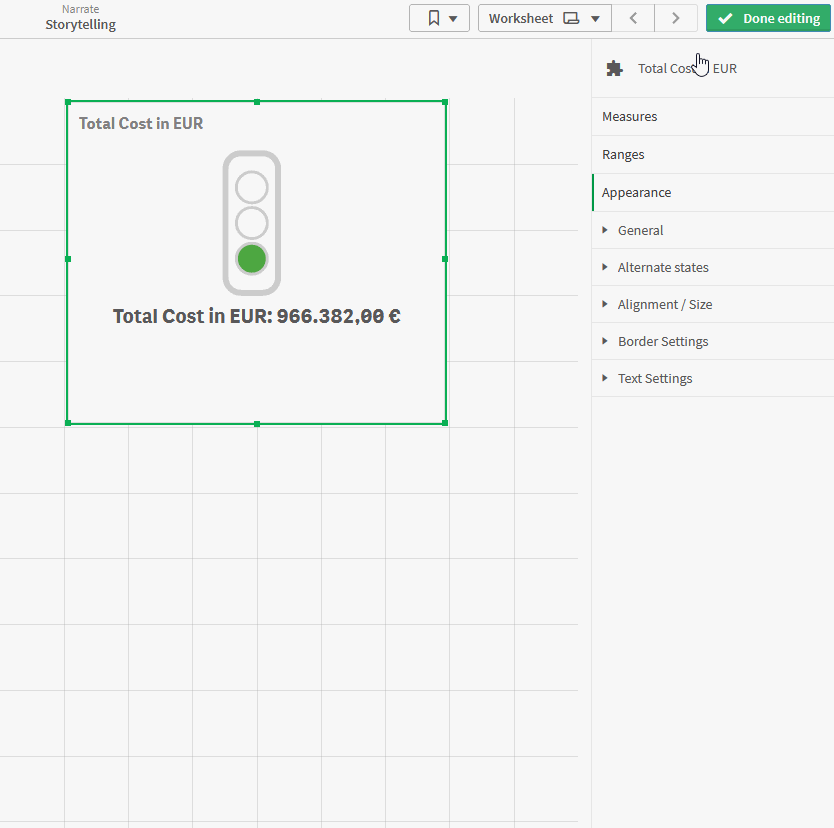 Narrate
Storytelling
Worksheet
Done editing
Total Cost in EUR
Total Cost in EUR: 966.382,00 €
Total Cos EUR
Measures
Ranges
Appearance
General
Alternate states
Alignment / Size
Border Settings
Text Settings